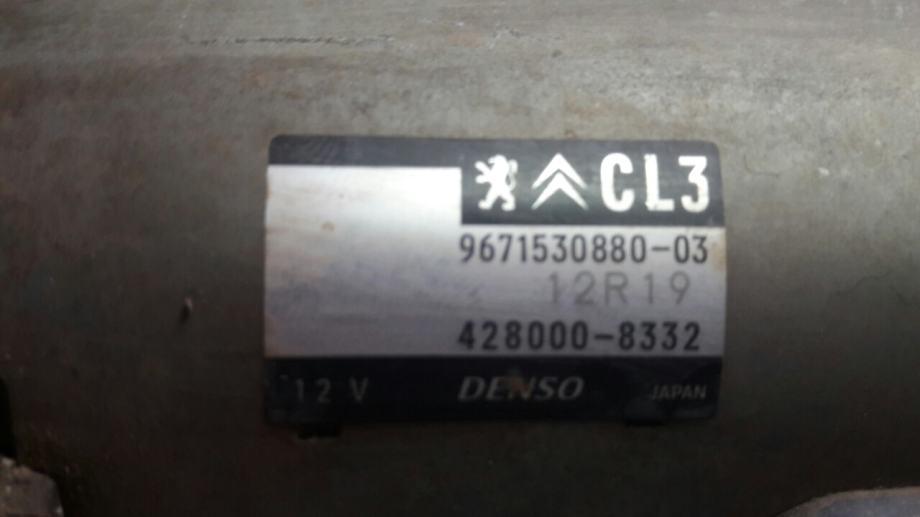 CL3
9671530880-03
12R19
428000-8332
12 V DENSO JAPAN